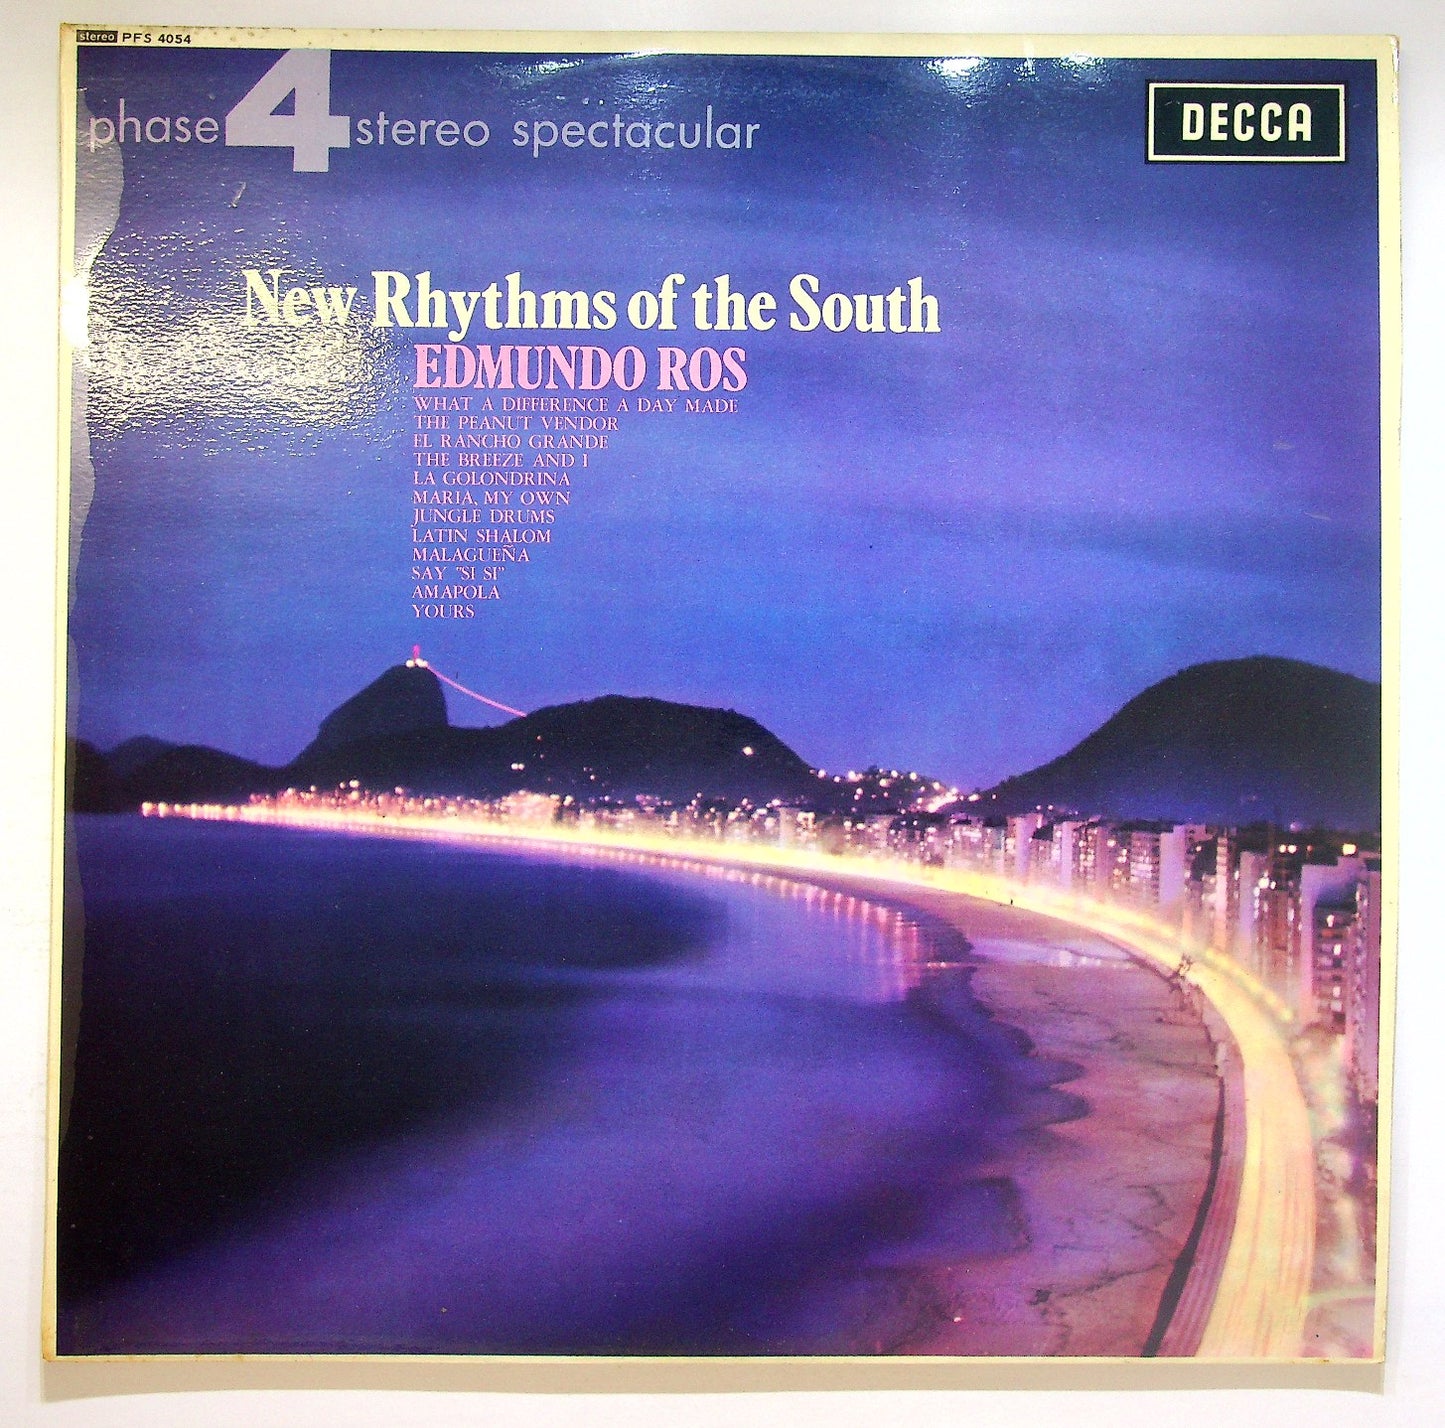 stereo PFS 4054
phase 4 stereo spectacular
DECCA
New Rhythms of the South
EDMUNDO ROS
WHAT A DIFFERENCE A DAY MADE
THE PEANUT VENDOR
EL RANCHO GRANDE
THE BREEZE AND I
LA GOLONDRINA
MARIA, MY OWN
JUNGLE DRUMS
LATIN SHALOM
MALAGUEÑA
SAY "SI SI"
AMAPOLA
YOURS